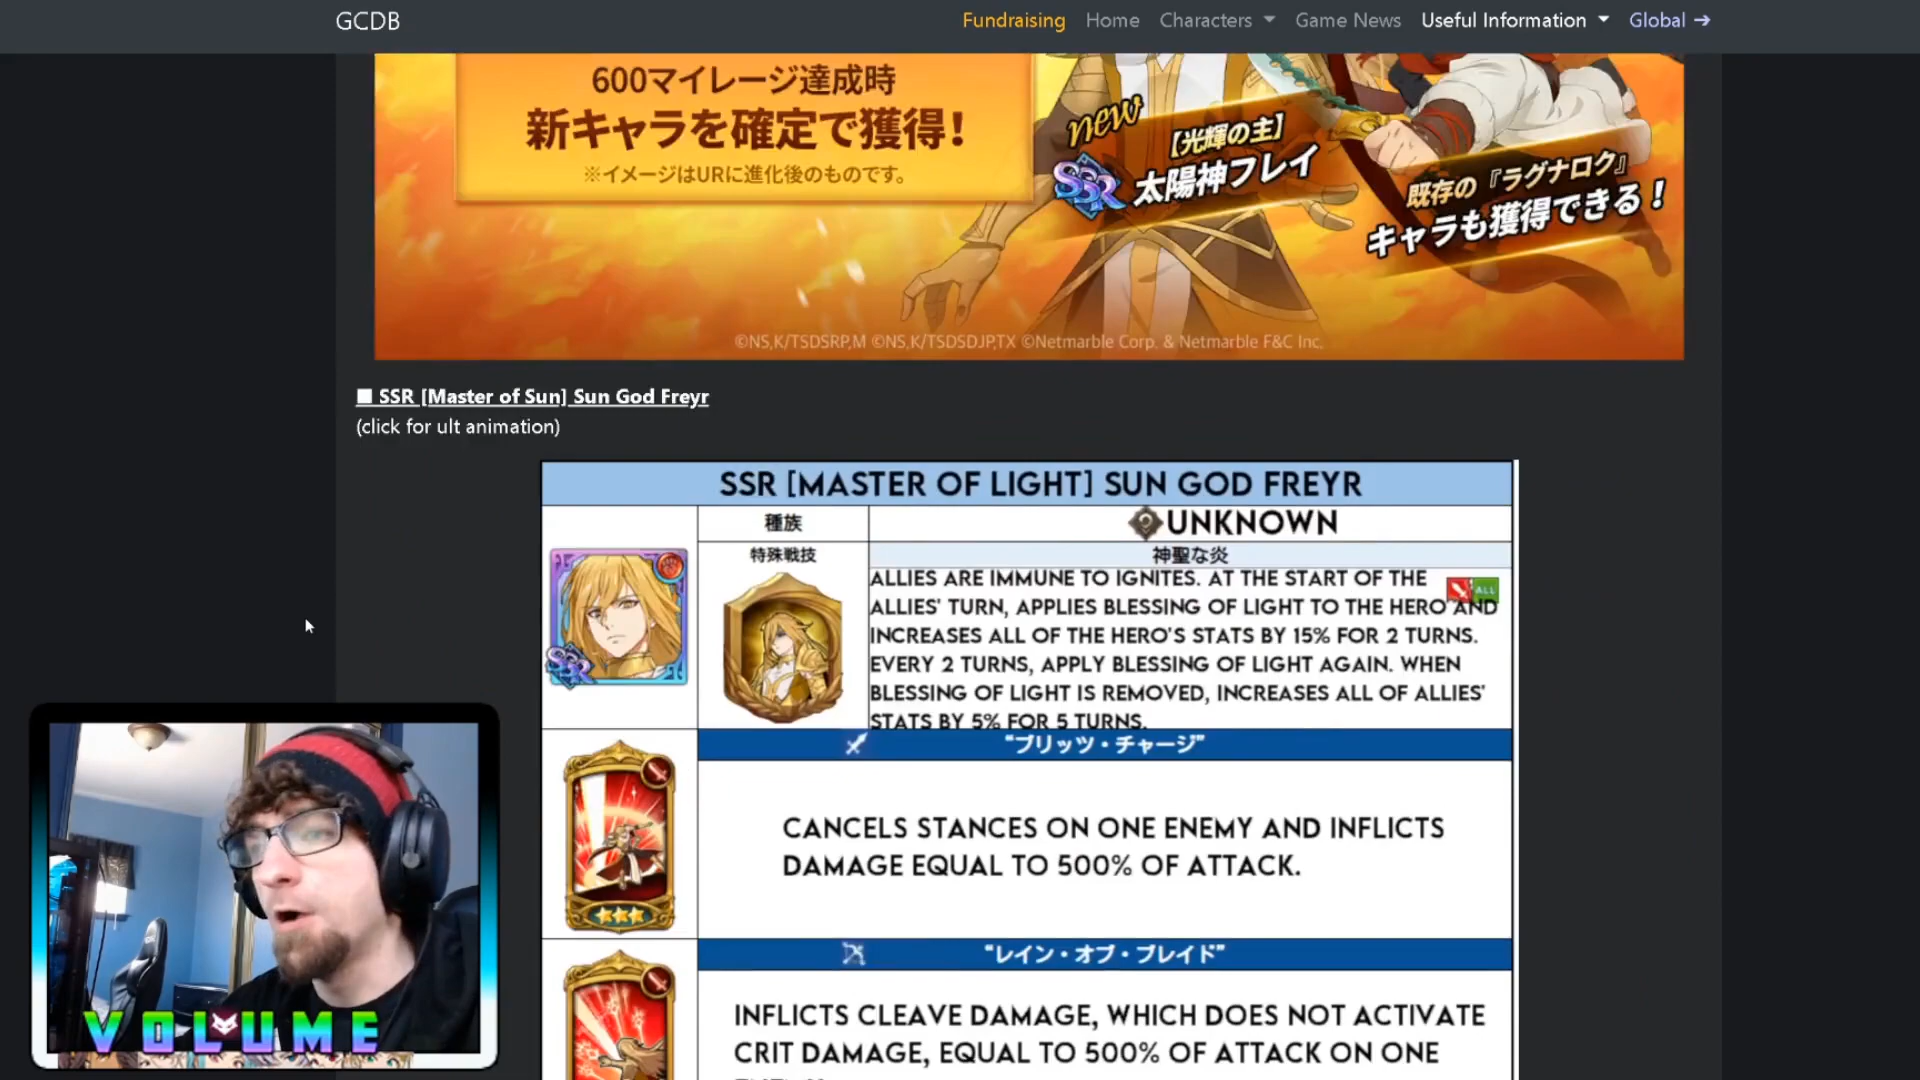 GCDB
Fundraising
Home
Characters
Game News
Useful Information
Global →
600マイレージ達成時
新キャラを確定で獲得！
※イメージはURに進化後のものです。
new
【光輝の主】
SSR 太陽神フレイ
既存の『ラグナロク』
キャラも獲得できる！
©NS,K/TSDSRP,M ©NS,K/TSDSDJP,TX ©Netmarble Corp. & Netmarble F&C Inc.
■ SSR [Master of Sun] Sun God Freyr
(click for ult animation)
SSR [MASTER OF LIGHT] SUN GOD FREYR
種族
UNKNOWN
特殊戦技
神聖な炎
SSR
ALLIES ARE IMMUNE TO IGNITES. AT THE START OF THE
ALL
ALLIES' TURN, APPLIES BLESSING OF LIGHT TO THE HERO AND
INCREASES ALL OF THE HERO'S STATS BY 15% FOR 2 TURNS.
EVERY 2 TURNS, APPLY BLESSING OF LIGHT AGAIN. WHEN
BLESSING OF LIGHT IS REMOVED, INCREASES ALL OF ALLIES'
STATS BY 5% FOR 5 TURNS.
“ブリッツ・チャージ”
CANCELS STANCES ON ONE ENEMY AND INFLICTS
DAMAGE EQUAL TO 500% OF ATTACK.
“レイン・オブ・ブレイド”
INFLICTS CLEAVE DAMAGE, WHICH DOES NOT ACTIVATE
CRIT DAMAGE, EQUAL TO 500% OF ATTACK ON ONE
VOLUME